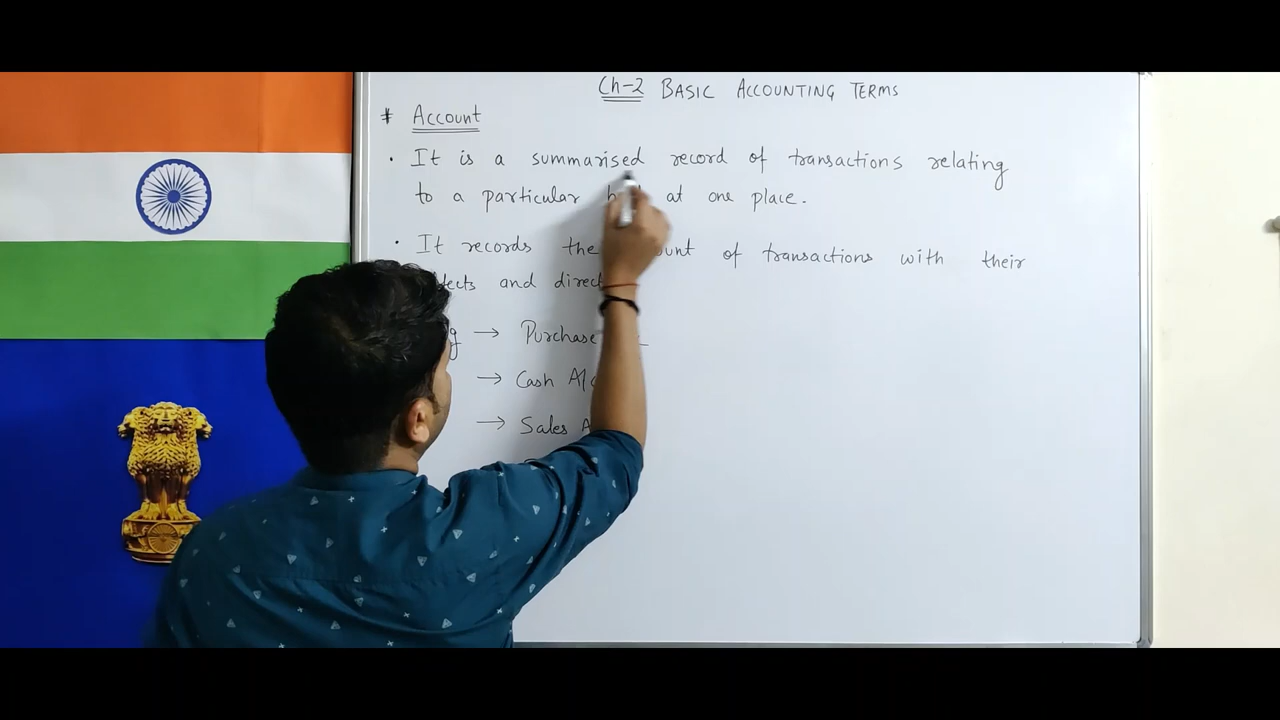 Ch-2 BASIC ACCOUNTING TERMS
* Account
· It is a summarised record of transactions relating
to a particular at one place.
· It records the of transactions with their
and
→ Purchase
→ Cash A/c
→ Sales